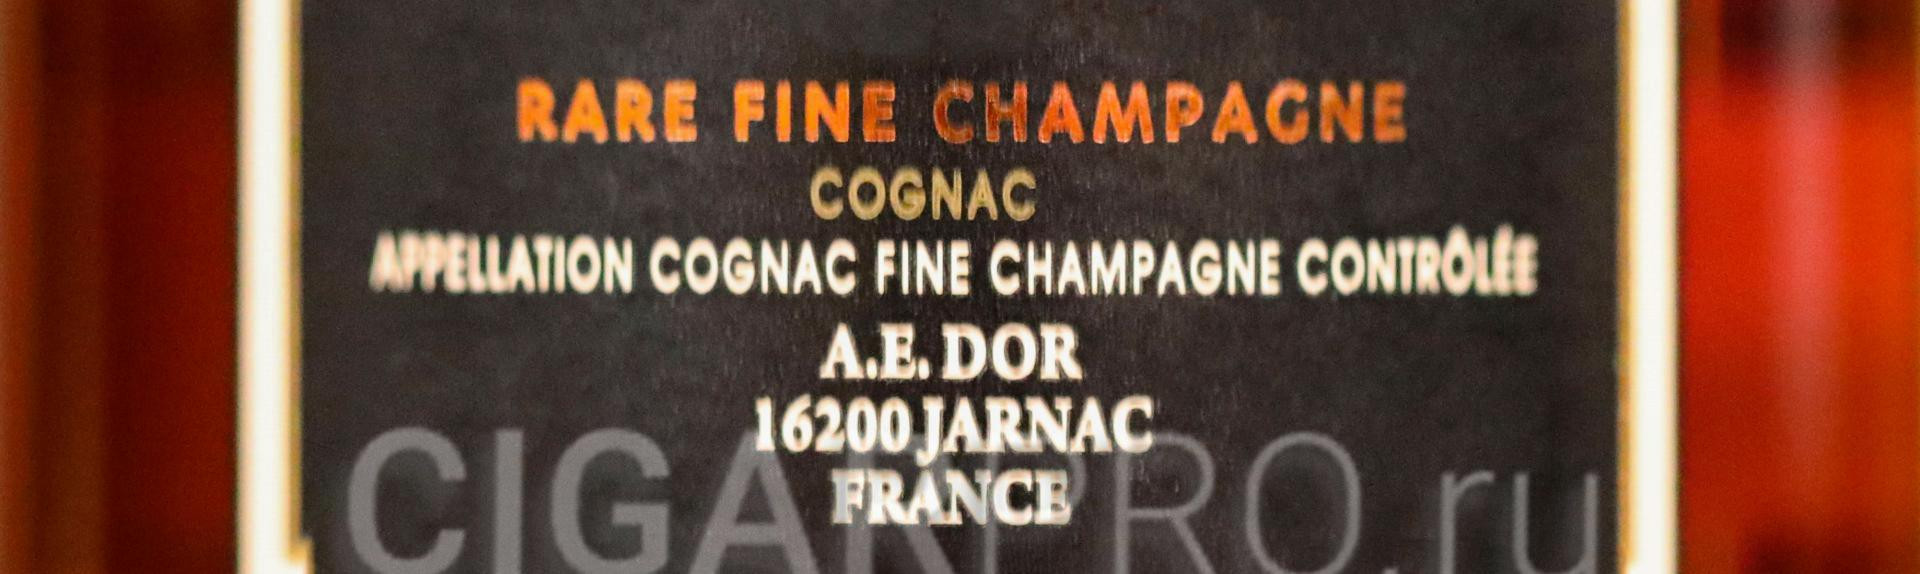 RARE FINE CHAMPAGNE
COGNAC
APPELLATION COGNAC FINE CHAMPAGNE CONTRÔLÉE
A.E. DOR
16200 JARNAC
FRANCE
CIGARPRO.ru